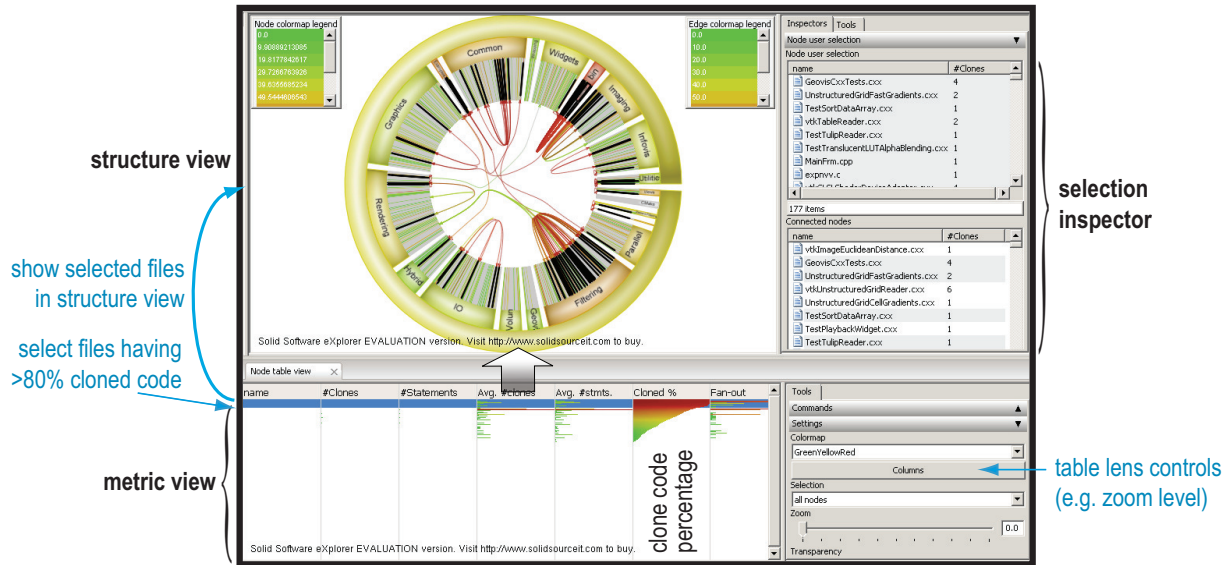 structure view
show selected files
in structure view
select files having
>80% cloned code
metric view
Node colormap legend
0.0
9.90889213085
19.8177842617
29.7266763926
39.6355685234
49.5444606543
Common
Widgets
bin
Imaging
Infovis
Utilitie
Parallel
Filtering
Geov
Volun
IO
Hybrid
Rendering
Graphics
Edge colormap legend
0.0
10.0
20.0
30.0
40.0
50.0
Solid Software eXplorer EVALUATION version. Visit http://www.solidsourceit.com to buy.
Inspectors
Tools
Node user selection
Node user selection
name #Clones
GeovisCxxTests.cxx 4
UnstructuredGridFastGradients.cxx 2
TestSortDataArray.cxx 1
vtkTableReader.cxx 2
TestTulipReader.cxx 1
TestTranslucentLUTAlphaBlending.cxx 1
MainFrm.cpp 1
expnvv.c 1
177 items
Connected nodes
name #Clones
vtkImageEuclideanDistance.cxx 1
GeovisCxxTests.cxx 4
UnstructuredGridFastGradients.cxx 2
vtkUnstructuredGridReader.cxx 6
UnstructuredGridCellGradients.cxx 1
TestSortDataArray.cxx 1
TestPlaybackWidget.cxx 1
TestTulipReader.cxx 1
selection
inspector
Node table view
name #Clones #Statements Avg. #clones Avg. #stmts. Cloned % Fan-out
clone code
percentage
Solid Software eXplorer EVALUATION version. Visit http://www.solidsourceit.com to buy.
Tools
Commands
Settings
Colormap
GreenYellowRed
Columns
Selection
all nodes
Zoom
0.0
Transparency
table lens controls
(e.g. zoom level)